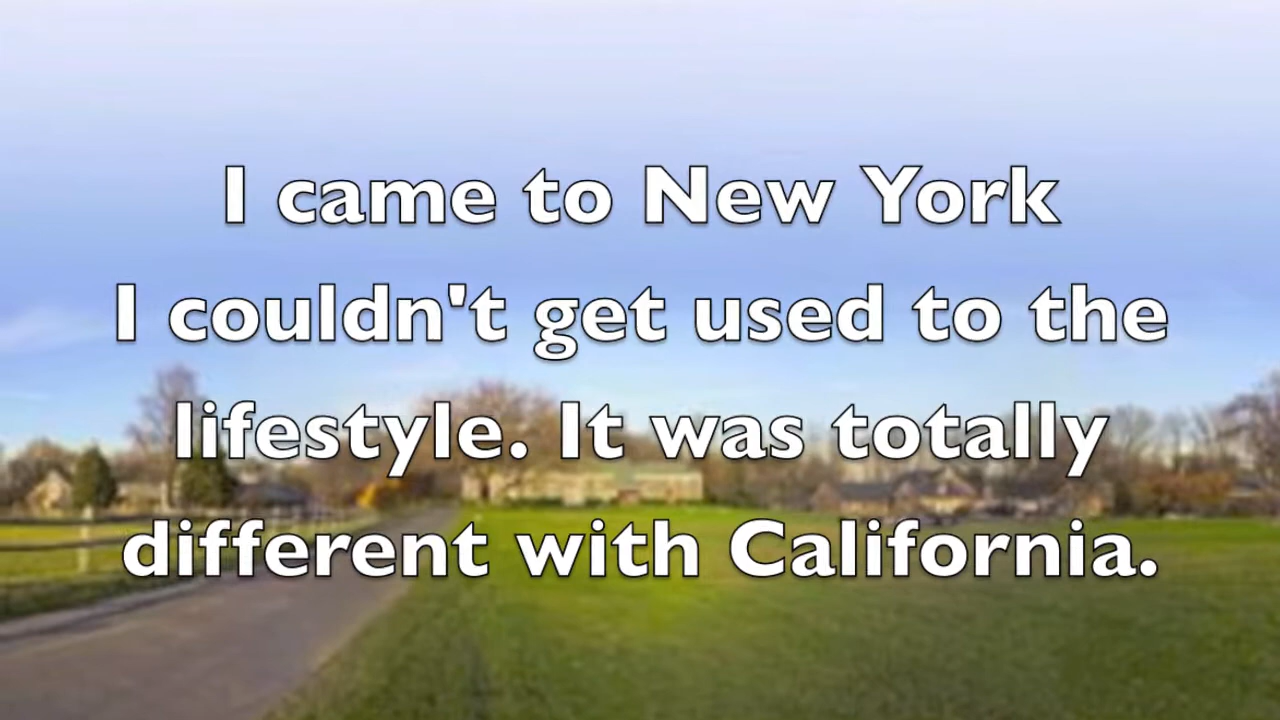 I came to New York
I couldn't get used to the
lifestyle. It was totally
different with California.